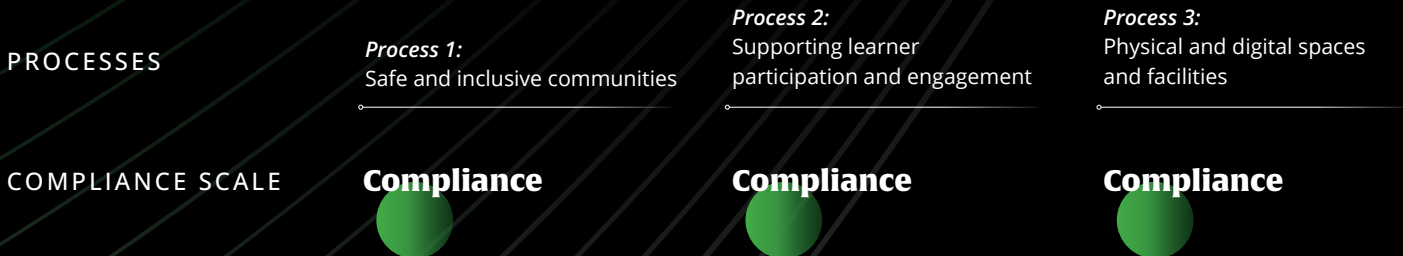 PROCESSES
Process 1:
Safe and inclusive communities
Process 2:
Supporting learner
participation and engagement
Process 3:
Physical and digital spaces
and facilities
COMPLIANCE SCALE
Compliance
Compliance
Compliance